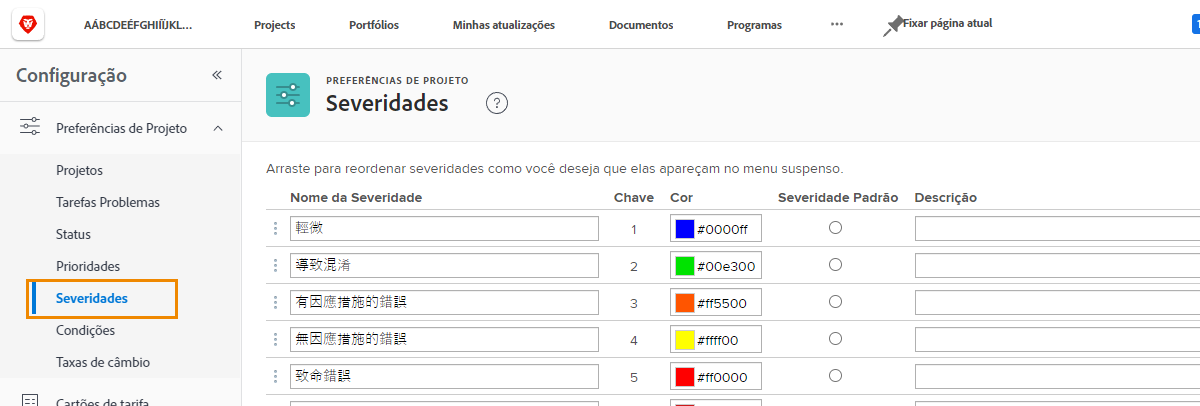 AÁBCDEÉFGHIÍÏJKL...
Projects
Portfólios
Minhas atualizações
Documentos
Programas
Fixar página atual
Configuração
Preferências de Projeto
Projetos
Tarefas Problemas
Status
Prioridades
Severidades
Condições
Taxas de câmbio
Cartões de tarifa
PREFERÊNCIAS DE PROJETO
Severidades
Arraste para reordenar severidades como você deseja que elas apareçam no menu suspenso.
Nome da Severidade Chave Cor Severidade Padrão Descrição
輕微 1 #0000ff
導致混淆 2 #00e300
有因應措施的錯誤 3 #ff5500
無因應措施的錯誤 4 #ffff00
致命錯誤 5 #ff0000